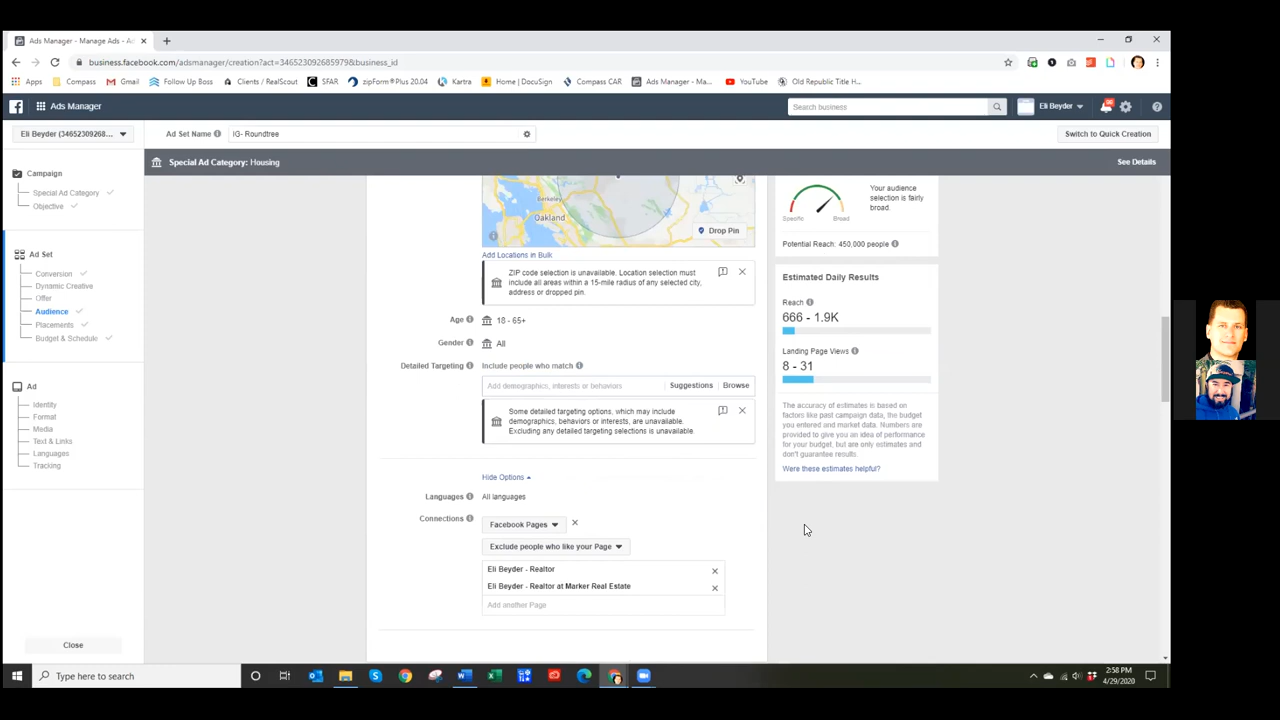 Ads Manager - Manage Ads - Ad
business.facebook.com/adsmanager/creation?act=346523092685979&business_id
Apps Compass Gmail Follow Up Boss Clients / RealScout SFAR zipForm®Plus 20.04 Kartra Home | DocuSign Compass CAR Ads Manager - Ma... YouTube Old Republic Title H...
Ads Manager
Search business
Eli Beyder
Eli Beyder (34652309268...
Ad Set Name
IG- Roundtree
Switch to Quick Creation
Special Ad Category: Housing
See Details
Campaign
Special Ad Category
Objective
Ad Set
Conversion
Dynamic Creative
Offer
Audience
Placements
Budget & Schedule
Ad
Identity
Format
Media
Text & Links
Languages
Tracking
Close
Berkeley
Oakland
Drop Pin
Add Locations in Bulk
ZIP code selection is unavailable. Location selection must
include all areas within a 15-mile radius of any selected city,
address or dropped pin.
Age 18 - 65+
Gender All
Detailed Targeting Include people who match
Add demographics, interests or behaviors Suggestions Browse
Some detailed targeting options, which may include
demographics, behaviors or interests, are unavailable.
Excluding any detailed targeting selections is unavailable.
Hide Options
Languages All languages
Connections
Facebook Pages
Exclude people who like your Page
Eli Beyder - Realtor
Eli Beyder - Realtor at Marker Real Estate
Add another Page
Specific Broad
Your audience
selection is fairly
broad.
Potential Reach: 450,000 people
Estimated Daily Results
Reach
666 - 1.9K
Landing Page Views
8 - 31
The accuracy of estimates is based on
factors like past campaign data, the budget
you entered and market data. Numbers are
provided to give you an idea of performance
for your budget, but are only estimates and
don't guarantee results.
Were these estimates helpful?
Type here to search
2:58 PM
4/29/2020